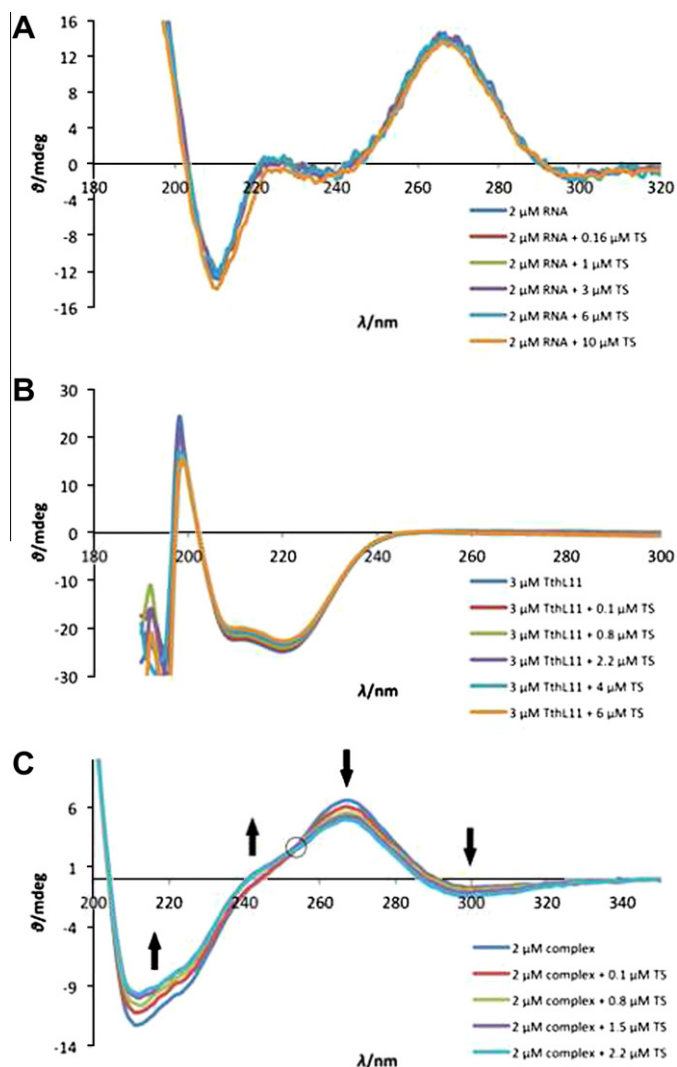 A
16
12
8
4
0
-4
-8
-12
-16
ϑ/mdeg
180 200 220 240 260 280 300 320
λ/nm
2 μM RNA
2 μM RNA + 0.16 μM TS
2 μM RNA + 1 μM TS
2 μM RNA + 3 μM TS
2 μM RNA + 6 μM TS
2 μM RNA + 10 μM TS
B
30
20
10
0
-10
-20
-30
ϑ/mdeg
180 200 220 240 260 280 300
λ/nm
3 μM TthL11
3 μM TthL11 + 0.1 μM TS
3 μM TthL11 + 0.8 μM TS
3 μM TthL11 + 2.2 μM TS
3 μM TthL11 + 4 μM TS
3 μM TthL11 + 6 μM TS
C
6
1
-4
-9
-14
ϑ/mdeg
200 220 240 260 280 300 320 340
λ/nm
2 μM complex
2 μM complex + 0.1 μM TS
2 μM complex + 0.8 μM TS
2 μM complex + 1.5 μM TS
2 μM complex + 2.2 μM TS